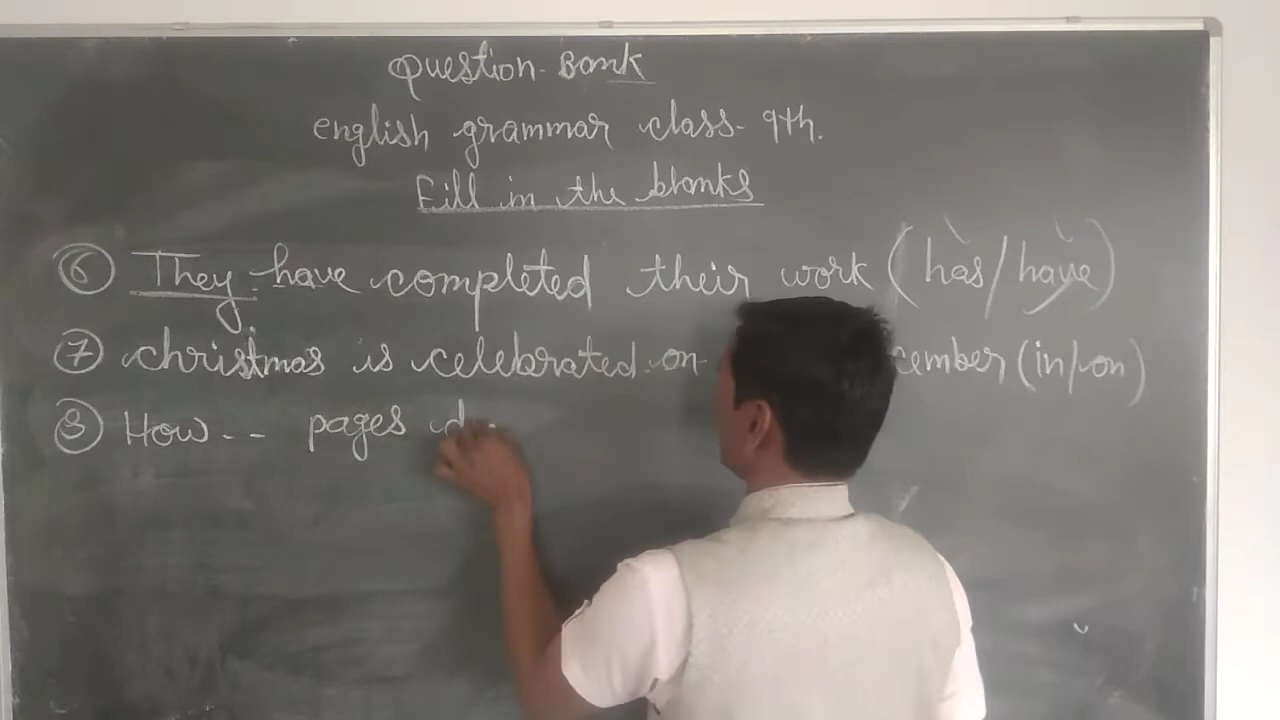 Question-Bank
english grammar class-9th.
Fill in the blanks
⑥ They have completed their work (has/have)
⑦ christmas is celebrated on cember (in/on)
⑧ How -- pages d